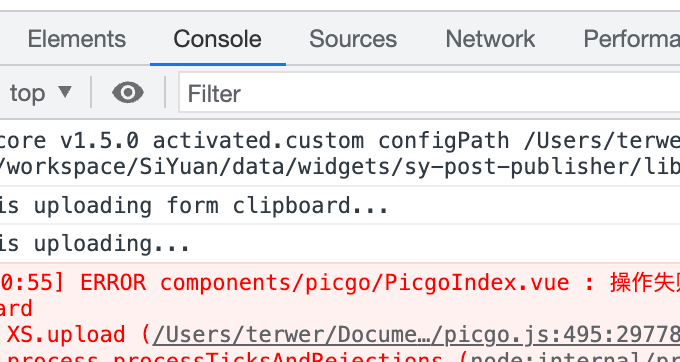 Elements Console Sources Network Performa
top Filter
core v1.5.0 activated.custom configPath /Users/terwe
/workspace/SiYuan/data/widgets/sy-post-publisher/lib
is uploading form clipboard...
is uploading...
0:55] ERROR components/picgo/PicgoIndex.vue : 操作失败
ard
XS.upload (/Users/terwer/Docume…/picgo.js:495:29778
process.processTicksAndRejections (node:internal/pr